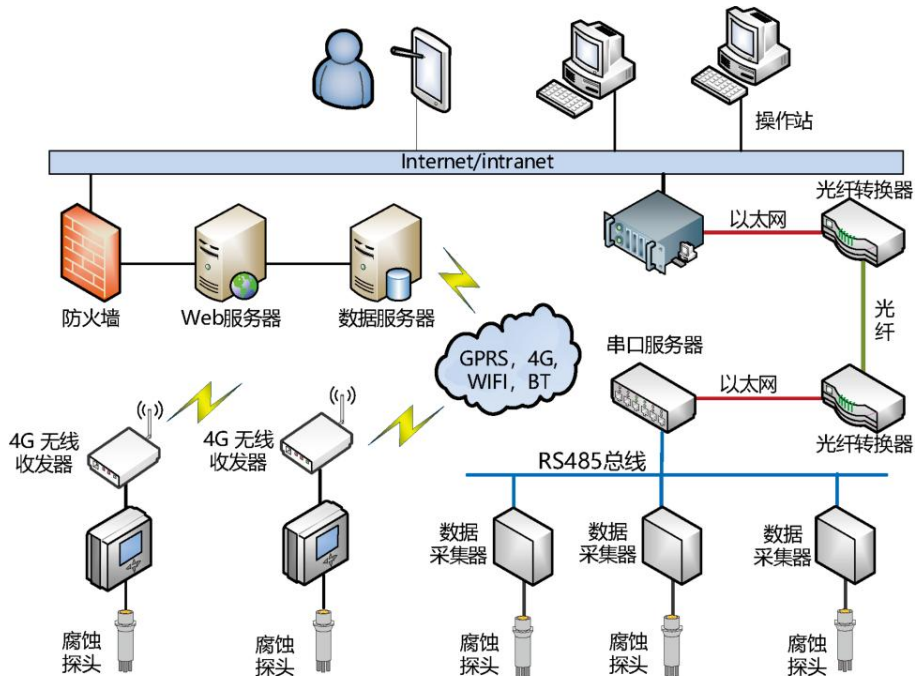 操作站
Internet/intranet
光纤转换器
以太网
防火墙
Web服务器
数据服务器
光
纤
GPRS，4G,
WIFI，BT
串口服务器
以太网
光纤转换器
4G 无线
收发器
4G 无线
收发器
RS485总线
数据
采集器
数据
采集器
数据
采集器
腐蚀
探头
腐蚀
探头
腐蚀
探头
腐蚀
探头
腐蚀
探头